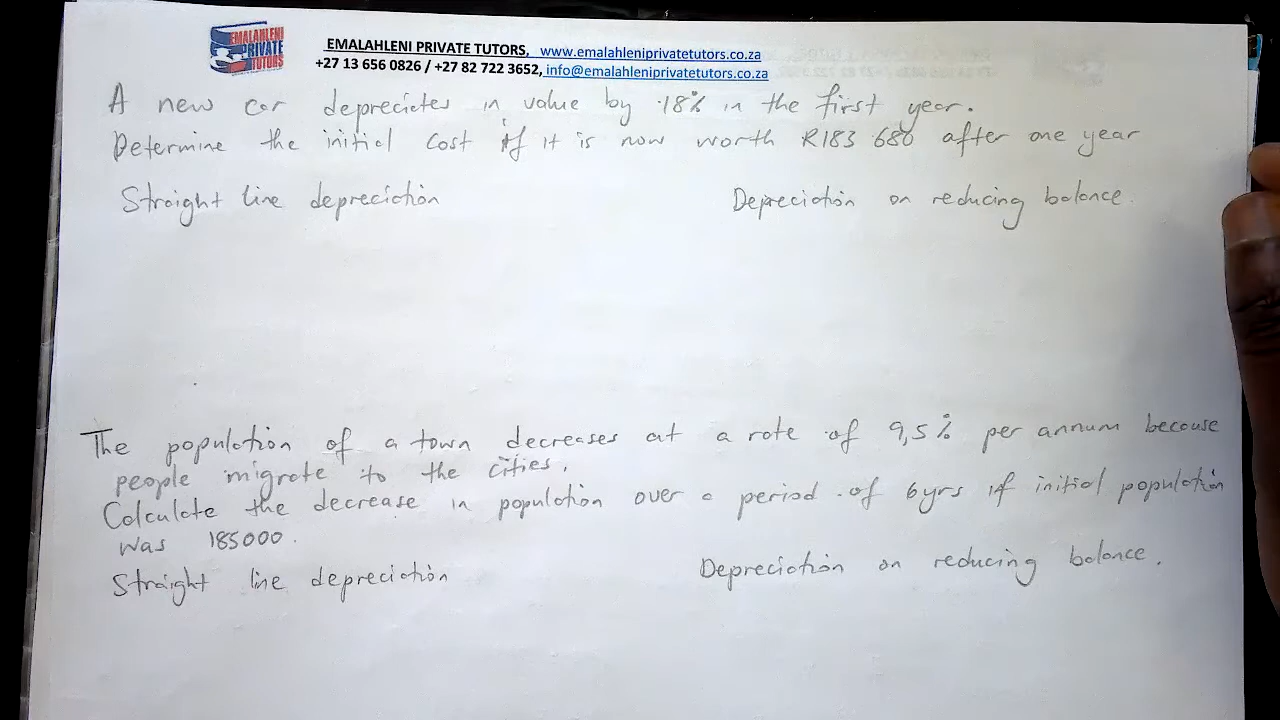 EMALAHLENI
PRIVATE
TUTORS
EMALAHLENI PRIVATE TUTORS, www.emalahleniprivatetutors.co.za
+27 13 656 0826 / +27 82 722 3652, info@emalahleniprivatetutors.co.za
A new car depreciates in value by 18% in the first year.
Determine the initial cost if it is now worth R183 680 after one year
Straight line depreciation Depreciation on reducing balance.
The population of a town decreases at a rate of 9,5% per annum because
people migrate to the cities.
Calculate the decrease in population over a period of 6yrs if initial population
was 185000.
Straight line depreciation Depreciation on reducing balance.